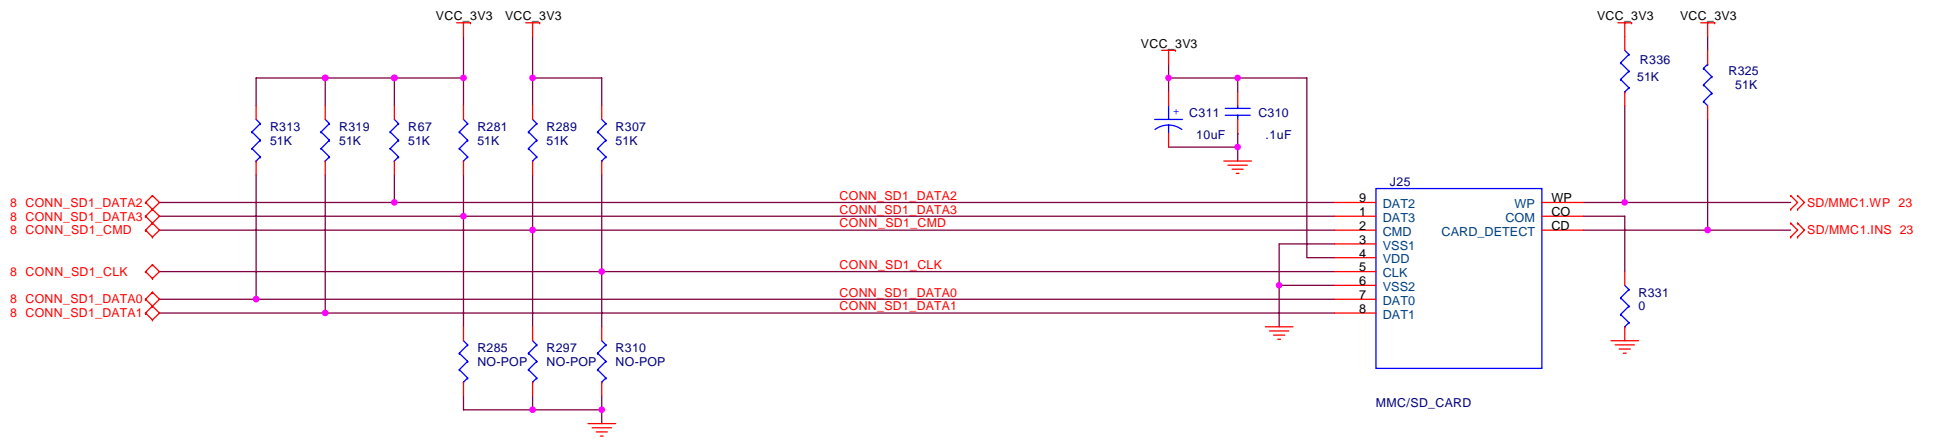 VCC_3V3 VCC_3V3
VCC_3V3 VCC_3V3
VCC_3V3
R336
51K
R325
51K
R313
51K
R319
51K
R67
51K
R281
51K
R289
51K
R307
51K
+
C311
10uF
C310
.1uF
J25
8 CONN_SD1_DATA2
8 CONN_SD1_DATA3
8 CONN_SD1_CMD
8 CONN_SD1_CLK
8 CONN_SD1_DATA0
8 CONN_SD1_DATA1
CONN_SD1_DATA2
CONN_SD1_DATA3
CONN_SD1_CMD
CONN_SD1_CLK
CONN_SD1_DATA0
CONN_SD1_DATA1
9 DAT2
1 DAT3
2 CMD
3 VSS1
4 VDD
5 CLK
6 VSS2
7 DAT0
8 DAT1
WP WP
COM CO
CARD_DETECT CD
SD/MMC1.WP 23
SD/MMC1.INS 23
R331
0
R285
NO-POP
R297
NO-POP
R310
NO-POP
MMC/SD_CARD